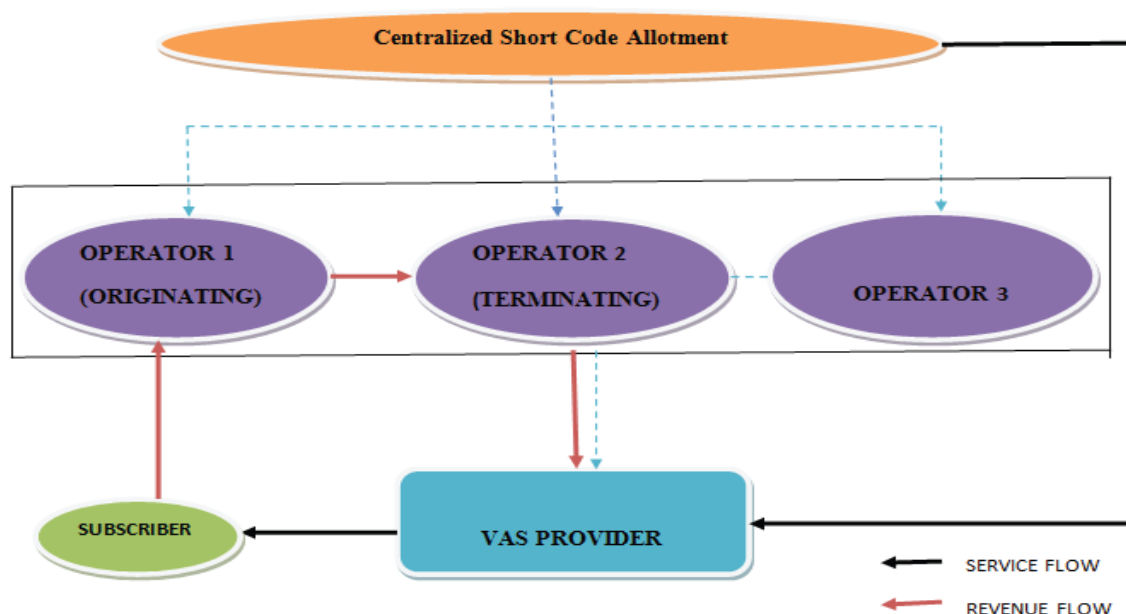 Centralized Short Code Allotment
OPERATOR 1
(ORIGINATING)
OPERATOR 2
(TERMINATING)
OPERATOR 3
SUBSCRIBER
VAS PROVIDER
SERVICE FLOW
REVENUE FLOW